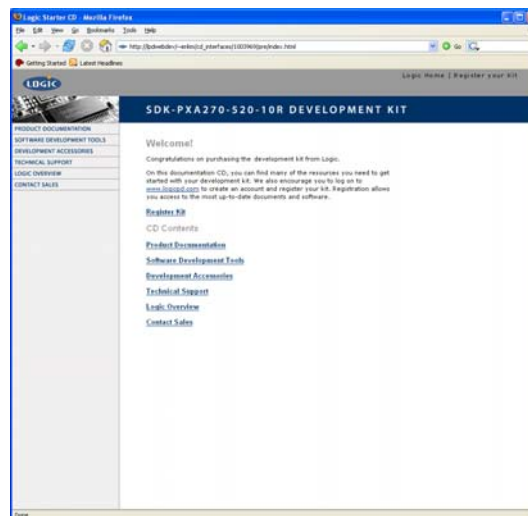 Logic Starter CD - Mozilla Firefox
File Edit View Go Bookmarks Tools Help
Go
Getting Started Latest Headlines
Logic Home | Register your kit
LOGIC
SDK-PXA270-520-10R DEVELOPMENT KIT
PRODUCT DOCUMENTATION
SOFTWARE DEVELOPMENT TOOLS
DEVELOPMENT ACCESSORIES
TECHNICAL SUPPORT
LOGIC OVERVIEW
CONTACT SALES
Welcome!
Congratulations on purchasing the development kit from Logic.
On this documentation CD, you can find many of the resources you need to get
started with your development kit. We also encourage you to log on to
www.logicpd.com to create an account and register your kit. Registration allows
you access to the most up-to-date documents and software.
Register Kit
CD Contents
Product Documentation
Software Development Tools
Development Accessories
Technical Support
Logic Overview
Contact Sales
Done